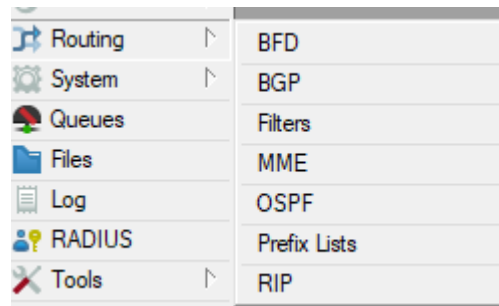 Routing
System
Queues
Files
Log
RADIUS
Tools
BFD
BGP
Filters
MME
OSPF
Prefix Lists
RIP